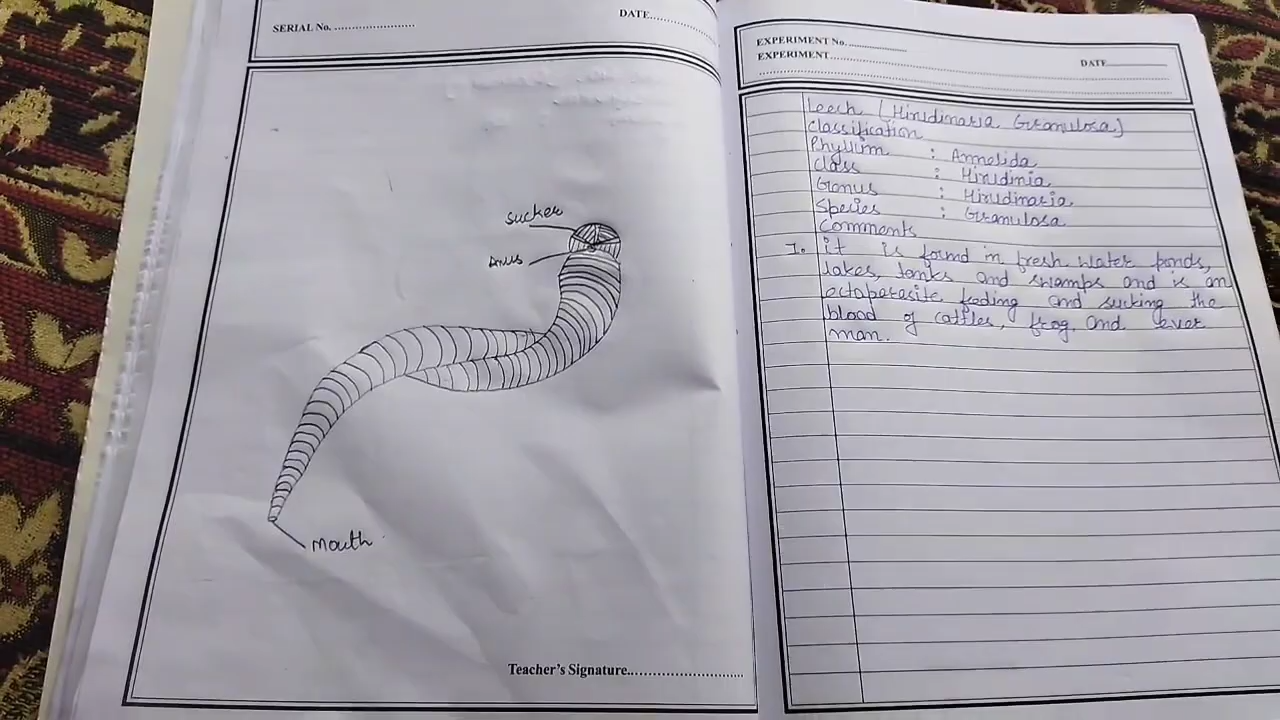 SERIAL No. ........................
DATE........................
Sucker
Anus
Mouth
Teacher's Signature...............................
EXPERIMENT No. ..................
EXPERIMENT........................
DATE..................
Leech (Hirudinaria Granulosa)
Classification
Phyllum : Annelida
Class : Hirudinia
Genus : Hirudinaria
Species : Granulosa
Comments
1. it is found in fresh water ponds,
lakes, tanks and swamps and is an
ectoparasite feeding and sucking the
blood of cattles, frog and ever
man.